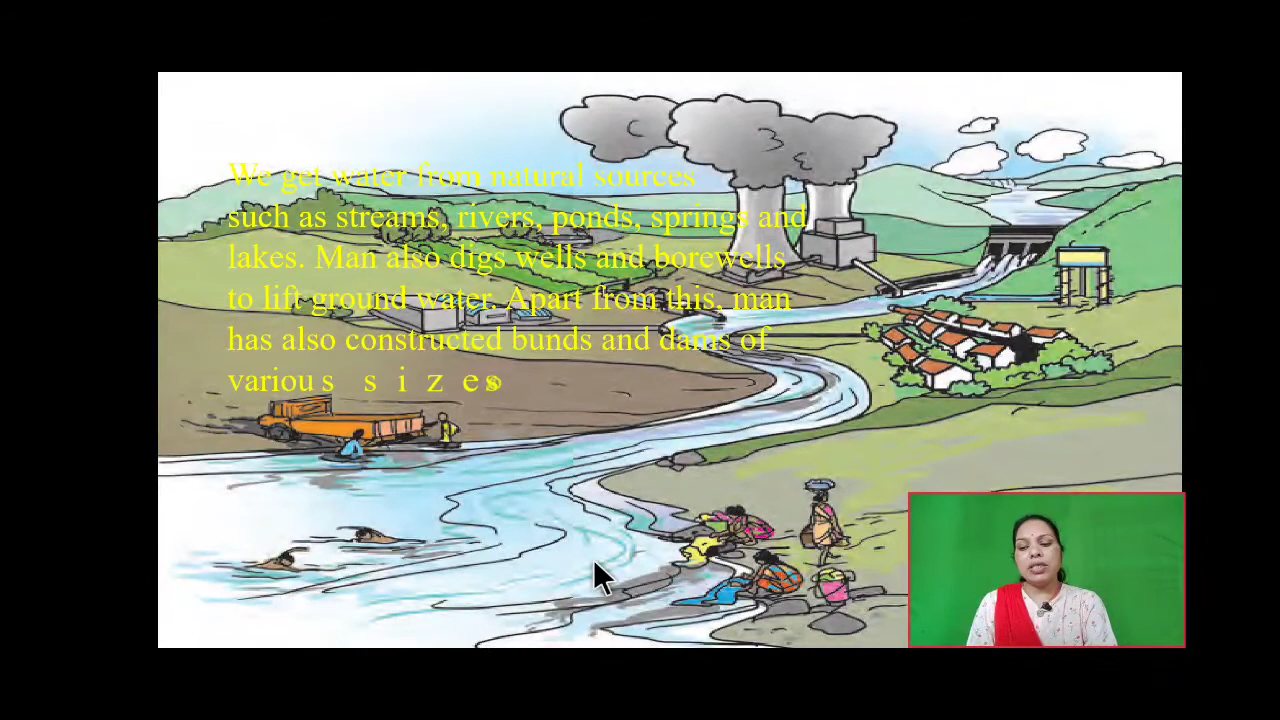 We get water from natural sources
such as streams, rivers, ponds, springs and
lakes. Man also digs wells and borewells
to lift ground water. Apart from this, man
has also constructed bunds and dams of
various sizes